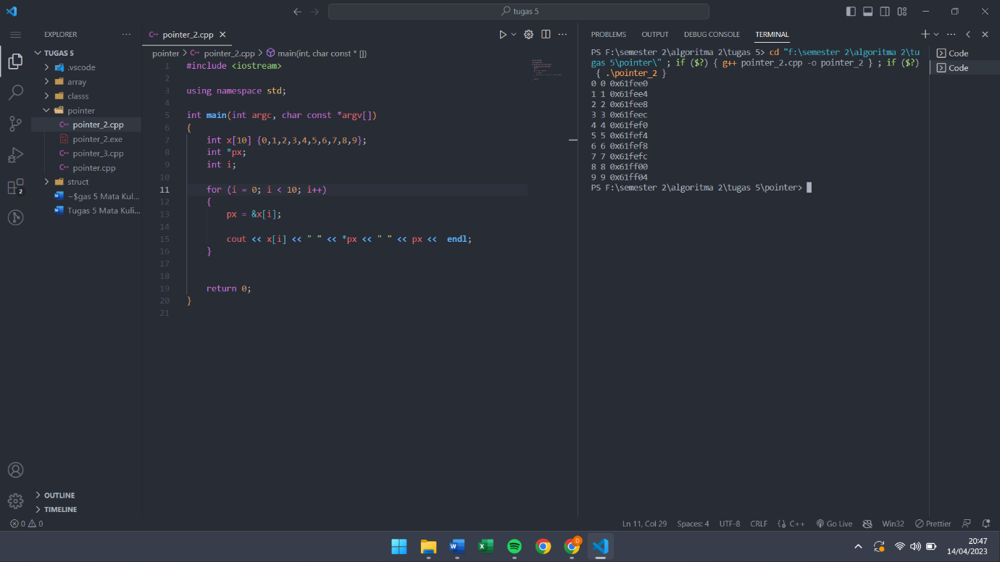 tugas 5
EXPLORER
TUGAS 5
.vscode
array
classs
pointer
pointer_2.cpp
pointer_2.exe
pointer_3.cpp
pointer.cpp
struct
~$gas 5 Mata Kul...
Tugas 5 Mata Kuli...
OUTLINE
TIMELINE
2
pointer_2.cpp
pointer > pointer_2.cpp > main(int, char const * [])
1 #include <iostream>
2
3 using namespace std;
4
5 int main(int argc, char const *argv[])
6 {
7 int x[10] {0,1,2,3,4,5,6,7,8,9};
8 int *px;
9 int i;
10
11 for (i = 0; i < 10; i++)
12 {
13 px = &x[i];
14
15 cout << x[i] << " " << *px << " " << px <<  endl;
16 }
17
18
19 return 0;
20 }
21
PROBLEMS OUTPUT DEBUG CONSOLE TERMINAL
PS F:\semester 2\algoritma 2\tugas 5> cd "f:\semester 2\algoritma 2\tu
gas 5\pointer\" ; if ($?) { g++ pointer_2.cpp -o pointer_2 } ; if ($?)
{ .\pointer_2 }
0 0 0x61fee0
1 1 0x61fee4
2 2 0x61fee8
3 3 0x61feec
4 4 0x61fef0
5 5 0x61fef4
6 6 0x61fef8
7 7 0x61fefc
8 8 0x61ff00
9 9 0x61ff04
PS F:\semester 2\algoritma 2\tugas 5\pointer>
Code
Code
0 0 Ln 11, Col 29 Spaces: 4 UTF-8 CRLF C++ Go Live Win32 Prettier
20:47
14/04/2023